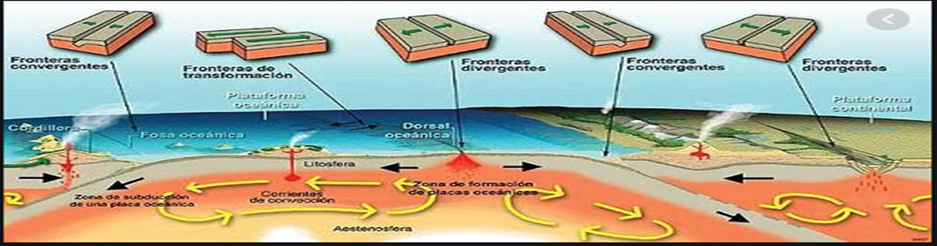 Fronteras
convergentes
Fronteras de
transformación
Fronteras
divergentes
Fronteras
convergentes
Fronteras
divergentes
Plataforma
oceánica
Plataforma
continental
Cordillera
Fosa oceánica
Dorsal
oceánica
Litosfera
Zona de subducción
de una placa oceánica
Corrientes
de convección
Zona de formación
de placas oceánicas
Aestenosfera